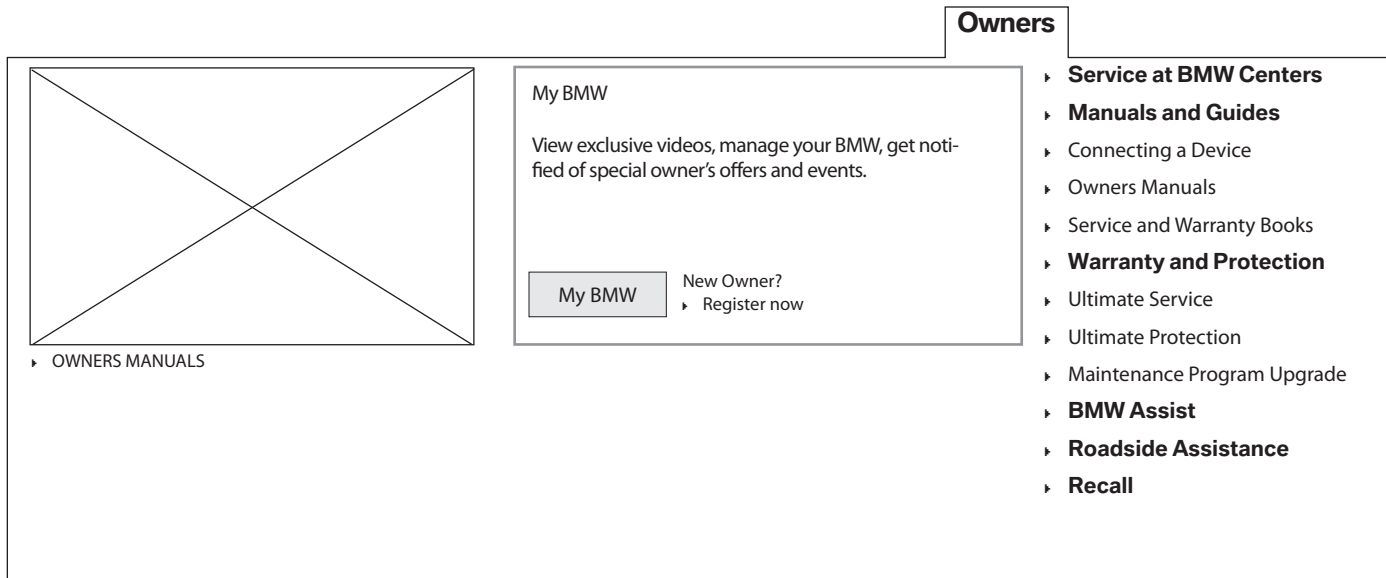 Owners
OWNERS MANUALS
My BMW
View exclusive videos, manage your BMW, get noti-
fied of special owner's offers and events.
My BMW
New Owner?
Register now
Service at BMW Centers
Manuals and Guides
Connecting a Device
Owners Manuals
Service and Warranty Books
Warranty and Protection
Ultimate Service
Ultimate Protection
Maintenance Program Upgrade
BMW Assist
Roadside Assistance
Recall